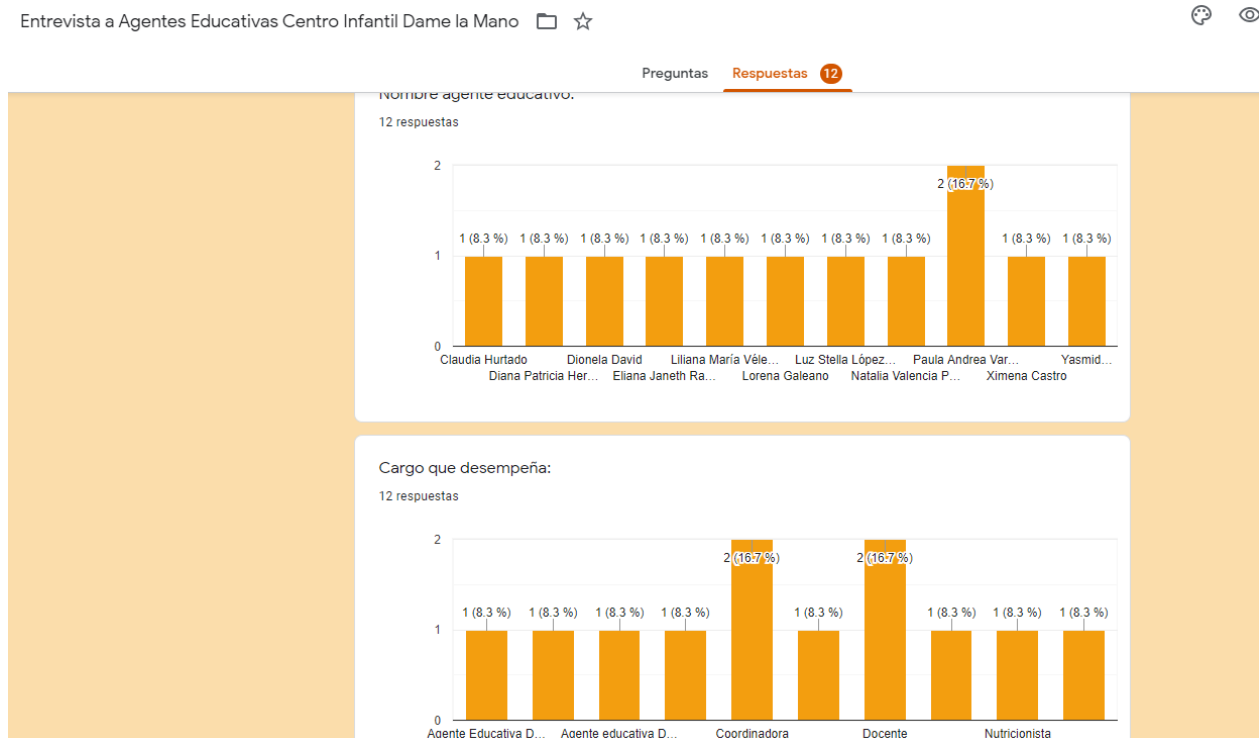 Entrevista a Agentes Educativas Centro Infantil Dame la Mano
Preguntas Respuestas 12
Nombre agente educativo:
12 respuestas
2
2 (16.7 %)
1 (8.3 %) 1 (8.3 %) 1 (8.3 %) 1 (8.3 %) 1 (8.3 %) 1 (8.3 %) 1 (8.3 %) 1 (8.3 %) 1 (8.3 %) 1 (8.3 %)
1
0
Claudia Hurtado Dionela David Liliana María Véle... Luz Stella López... Paula Andrea Var... Yasmid...
Diana Patricia Her... Eliana Janeth Ra... Lorena Galeano Natalia Valencia P... Ximena Castro
Cargo que desempeña:
12 respuestas
2
2 (16.7 %) 2 (16.7 %)
1 (8.3 %) 1 (8.3 %) 1 (8.3 %) 1 (8.3 %) 1 (8.3 %) 1 (8.3 %) 1 (8.3 %) 1 (8.3 %)
1
0
Agente Educativa D... Agente educativa D... Coordinadora Docente Nutricionista